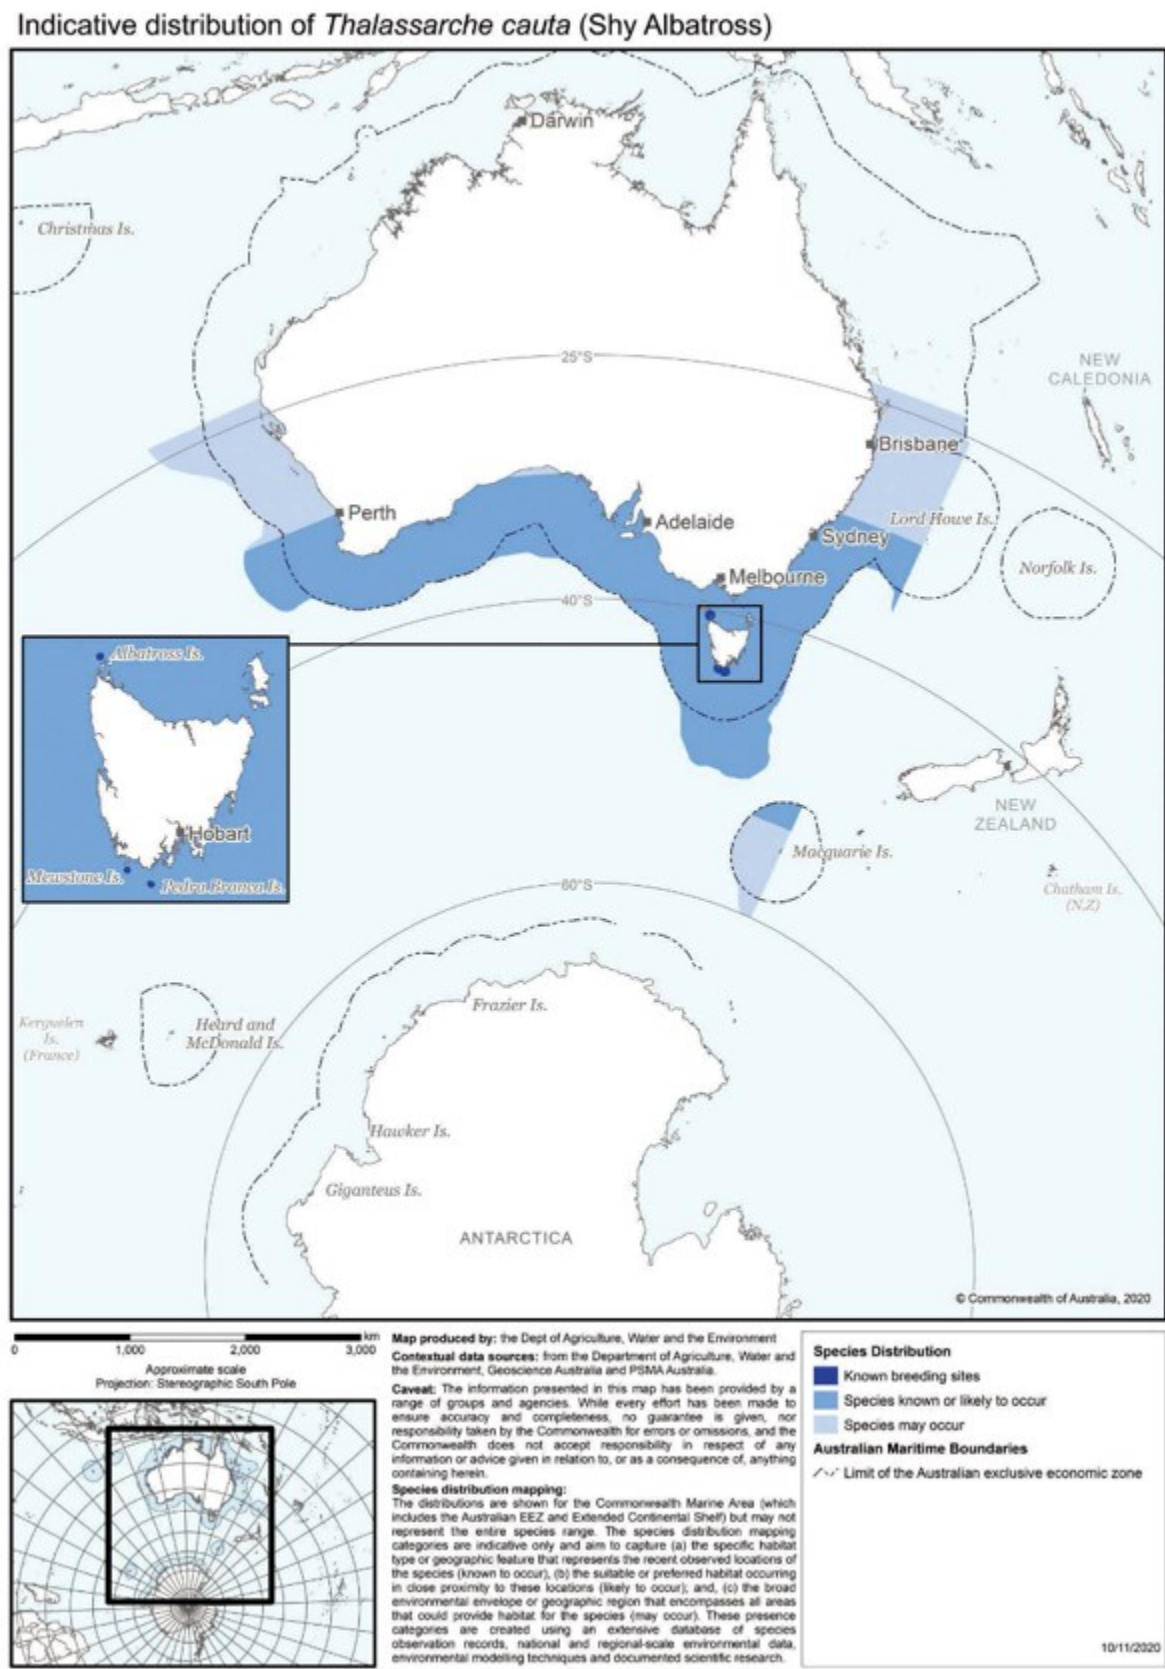 Indicative distribution of Thalassarche cauta (Shy Albatross)
Darwin
Christmas Is.
25°S
NEW
CALEDONIA
Brisbane
Perth
Adelaide
Lord Howe Is.
Sydney
Norfolk Is.
Melbourne
40°S
Albatross Is.
Hobart
Mewstone Is.
Pedra Branca Is.
NEW
ZEALAND
Macquarie Is.
60°S
Chatham Is.
(N.Z)
Frazier Is.
Kerguelen
Is.
(France)
Heard and
McDonald Is.
Hawker Is.
Giganteus Is.
ANTARCTICA
© Commonwealth of Australia, 2020
km
0 1,000 2,000 3,000
Approximate scale
Projection: Stereographic South Pole
Map produced by: the Dept of Agriculture, Water and the Environment
Contextual data sources: from the Department of Agriculture, Water and
the Environment, Geoscience Australia and PSMA Australia.
Caveat: The information presented in this map has been provided by a
range of groups and agencies. While every effort has been made to
ensure accuracy and completeness, no guarantee is given, nor
responsibility taken by the Commonwealth for errors or omissions, and the
Commonwealth does not accept responsibility in respect of any
information or advice given in relation to, or as a consequence of, anything
containing herein.
Species distribution mapping:
The distributions are shown for the Commonwealth Marine Area (which
includes the Australian EEZ and Extended Continental Shelf) but may not
represent the entire species range. The species distribution mapping
categories are indicative only and aim to capture (a) the specific habitat
type or geographic feature that represents the recent observed locations of
the species (known to occur), (b) the suitable or preferred habitat occurring
in close proximity to these locations (likely to occur); and, (c) the broad
environmental envelope or geographic region that encompasses all areas
that could provide habitat for the species (may occur). These presence
categories are created using an extensive database of species
observation records, national and regional-scale environmental data,
environmental modelling techniques and documented scientific research.
Species Distribution
Known breeding sites
Species known or likely to occur
Species may occur
Australian Maritime Boundaries
Limit of the Australian exclusive economic zone
10/11/2020